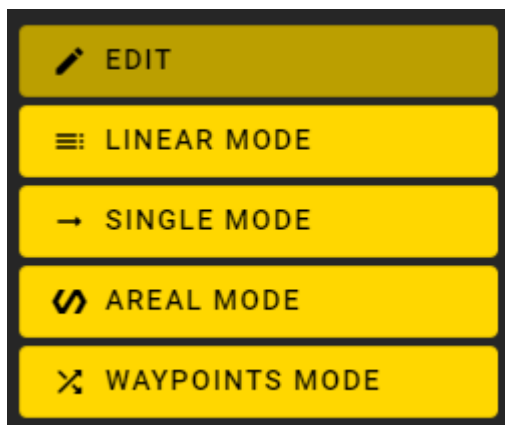 EDIT
LINEAR MODE
SINGLE MODE
AREAL MODE
WAYPOINTS MODE